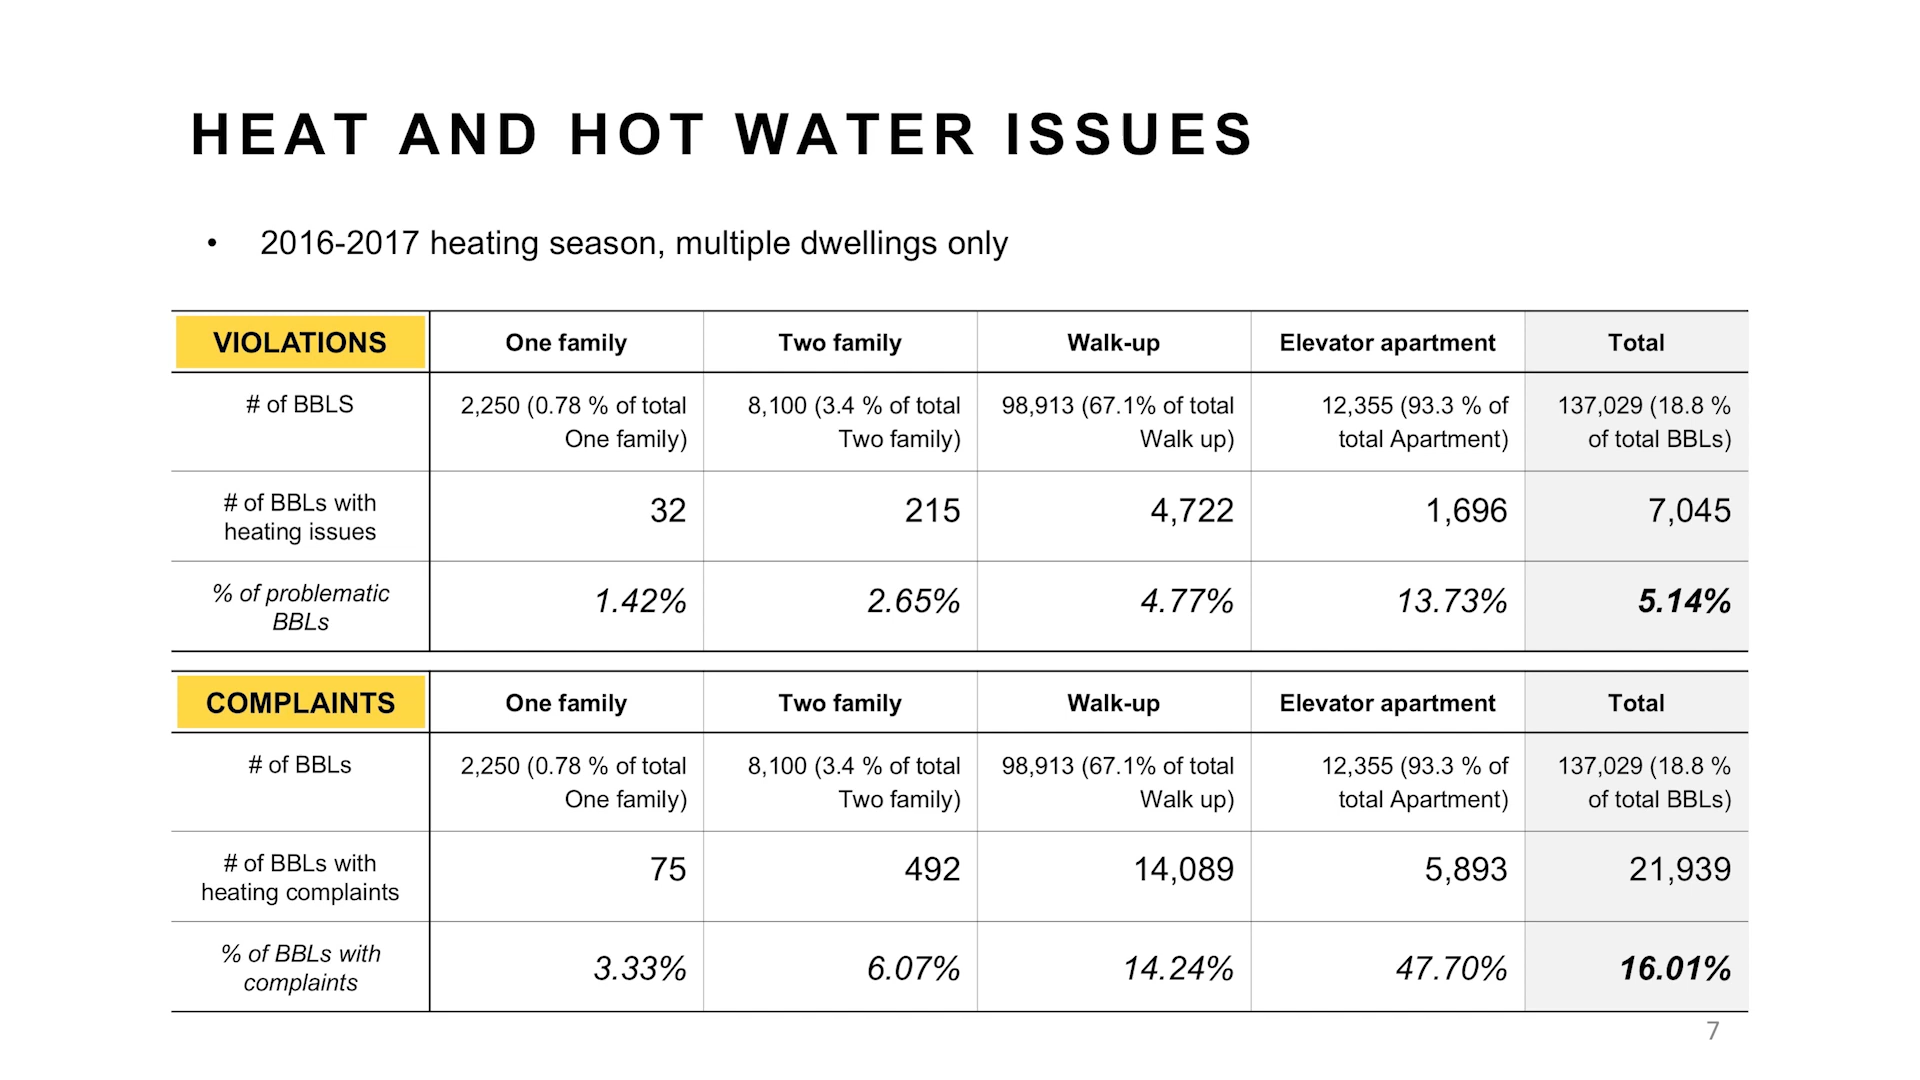 HEAT AND HOT WATER ISSUES
• 2016-2017 heating season, multiple dwellings only
VIOLATIONS One family Two family Walk-up Elevator apartment Total
# of BBLS 2,250 (0.78 % of total One family) 8,100 (3.4 % of total Two family) 98,913 (67.1% of total Walk up) 12,355 (93.3 % of total Apartment) 137,029 (18.8 % of total BBLs)
# of BBLs with heating issues 32 215 4,722 1,696 7,045
% of problematic BBLs 1.42% 2.65% 4.77% 13.73% 5.14%
COMPLAINTS One family Two family Walk-up Elevator apartment Total
# of BBLs 2,250 (0.78 % of total One family) 8,100 (3.4 % of total Two family) 98,913 (67.1% of total Walk up) 12,355 (93.3 % of total Apartment) 137,029 (18.8 % of total BBLs)
# of BBLs with heating complaints 75 492 14,089 5,893 21,939
% of BBLs with complaints 3.33% 6.07% 14.24% 47.70% 16.01%
7